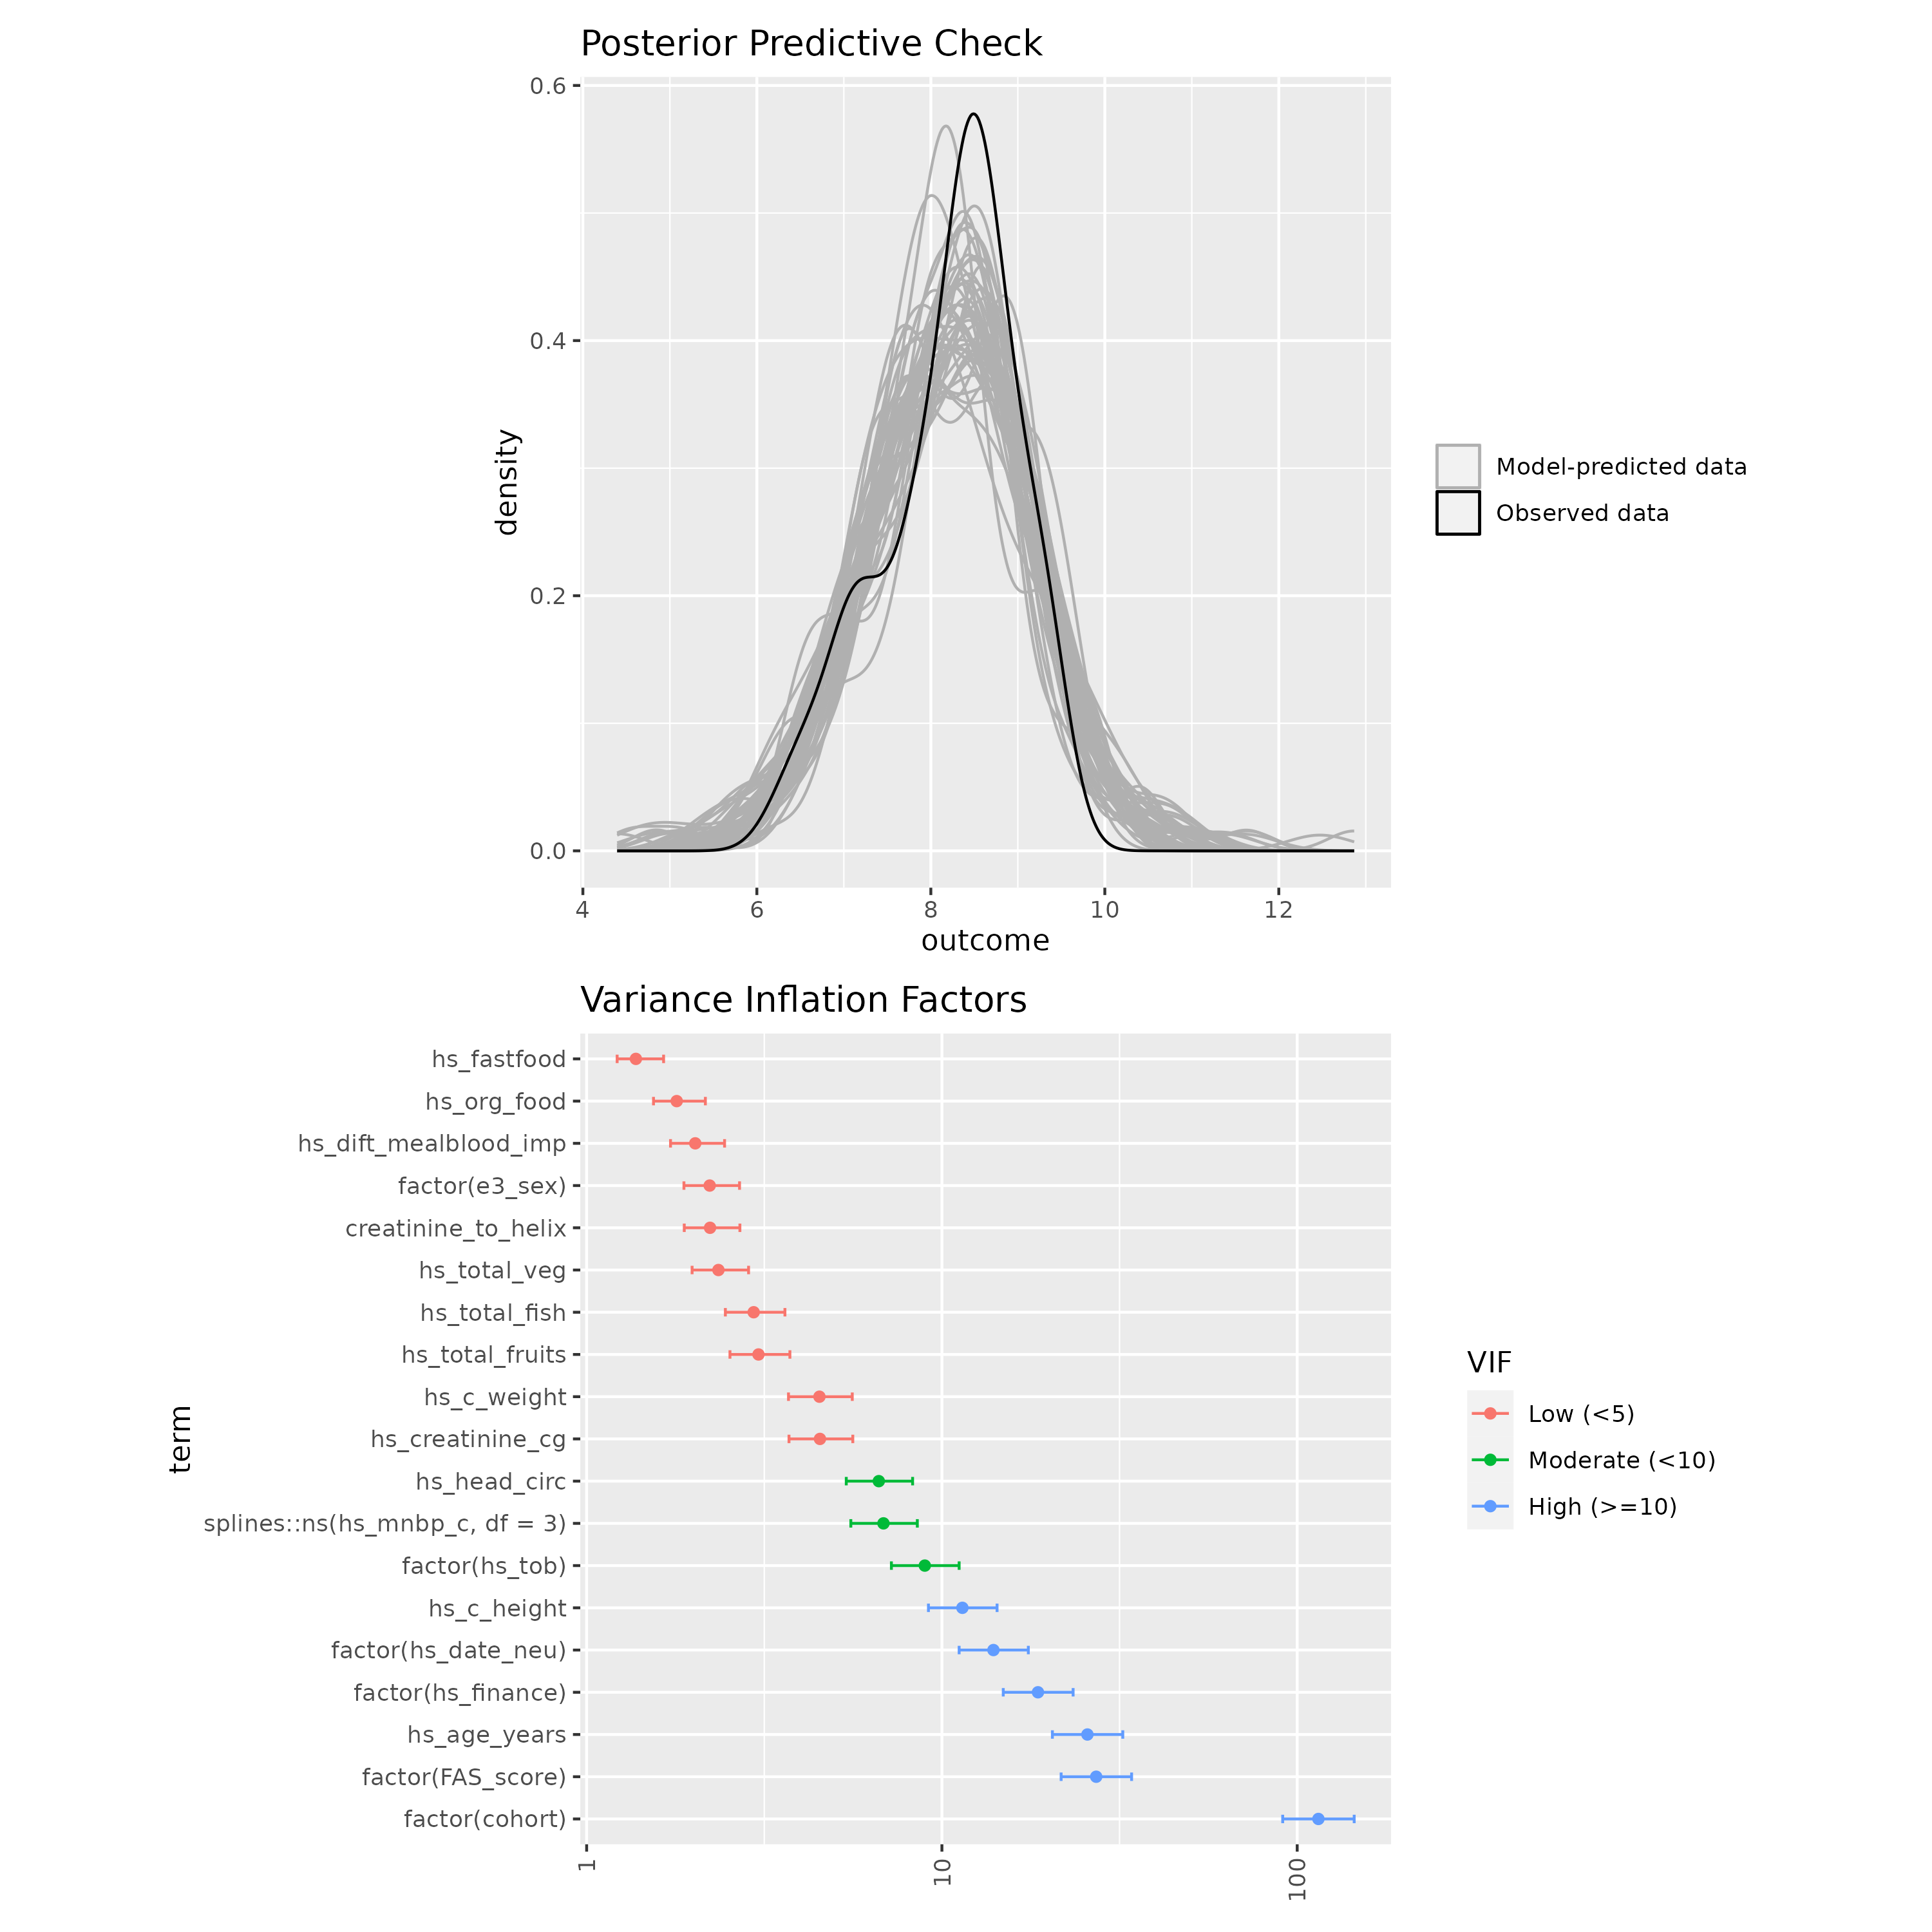 Posterior Predictive Check
0.6
0.4
0.2
0.0
density
4 6 8 10 12
outcome
Model-predicted data
Observed data
Variance Inflation Factors
hs_fastfood
hs_org_food
hs_dift_mealblood_imp
factor(e3_sex)
creatinine_to_helix
hs_total_veg
hs_total_fish
hs_total_fruits
hs_c_weight
hs_creatinine_cg
hs_head_circ
splines::ns(hs_mnbp_c, df = 3)
factor(hs_tob)
hs_c_height
factor(hs_date_neu)
factor(hs_finance)
hs_age_years
factor(FAS_score)
factor(cohort)
term
1 10 100
VIF
Low (<5)
Moderate (<10)
High (>=10)